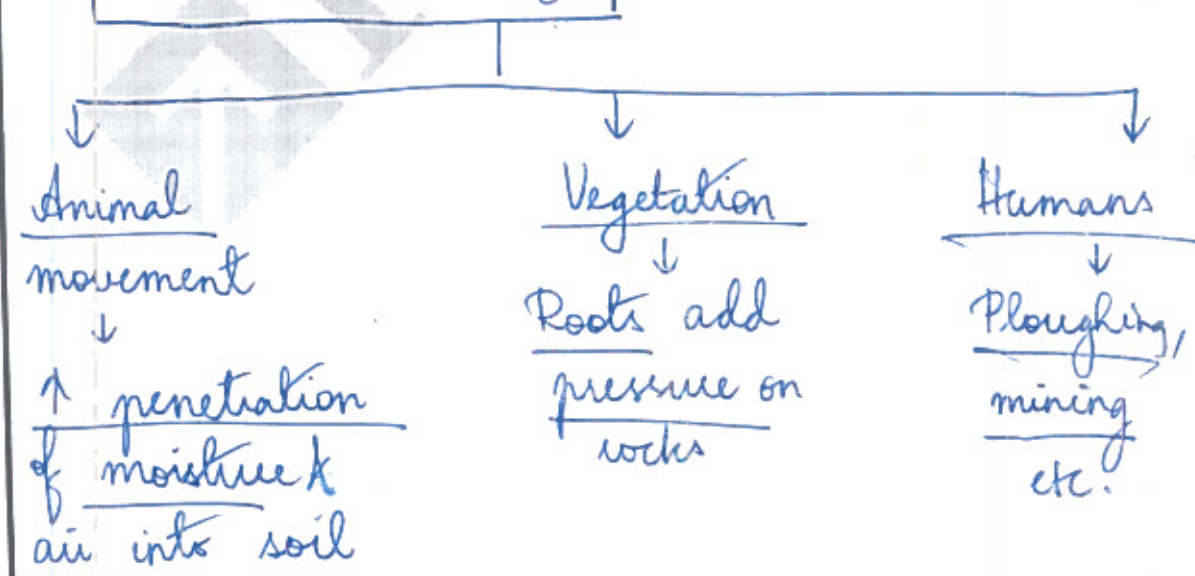 Animal
movement
↓
↑ penetration
of moisture &
air into soil
Vegetation
↓
Roots add
pressure on
rocks
Humans
↓
Ploughing,
mining
etc.